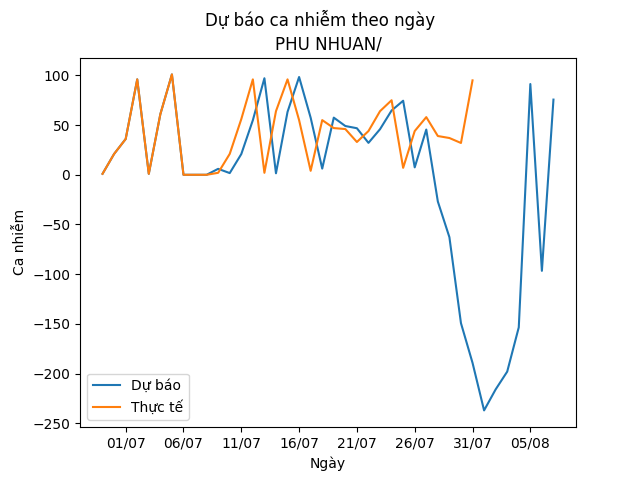 Dự báo ca nhiễm theo ngày
PHU NHUAN/
100
50
0
−50
−100
−150
−200
−250
Ca nhiễm
Dự báo
Thực tế
01/07 06/07 11/07 16/07 21/07 26/07 31/07 05/08
Ngày